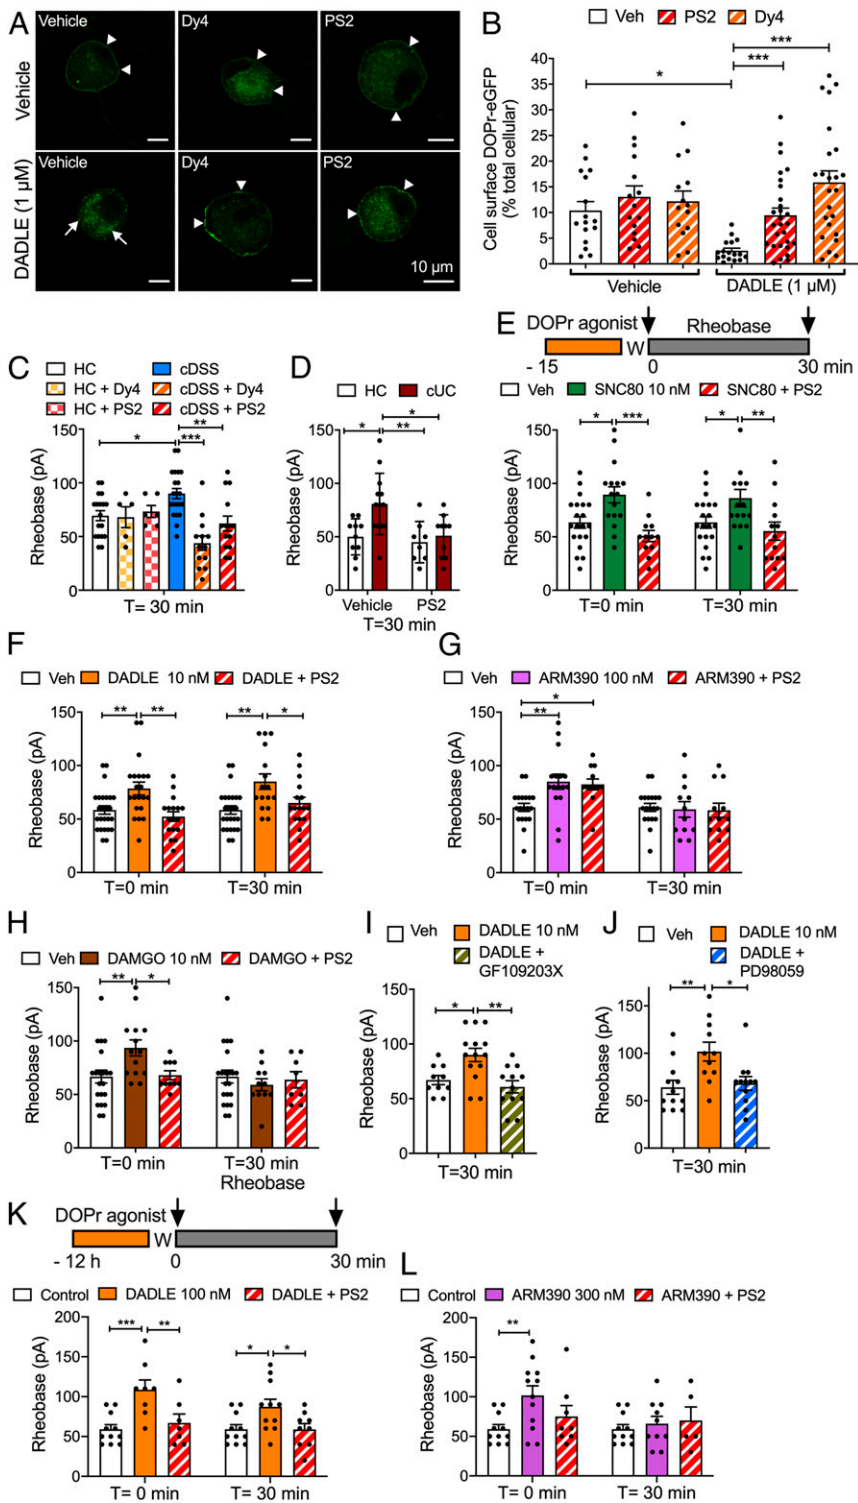 A
Vehicle
Dy4
PS2
Vehicle
Vehicle
Dy4
PS2
DADLE (1 µM)
10 µm
B
Veh PS2 Dy4
***
*
***
Cell surface DOPr-eGFP
(% total cellular)
40
35
30
25
20
15
10
5
0
Vehicle DADLE (1 µM)
C
HC cDSS
HC + Dy4 cDSS + Dy4
HC + PS2 cDSS + PS2
**
* ***
Rheobase (pA)
150
100
50
0
T= 30 min
D
HC cUC
*
* **
Rheobase (pA)
150
100
50
0
Vehicle PS2
T=30 min
E
DOPr agonist Rheobase
W
- 15 0 30 min
Veh SNC80 10 nM SNC80 + PS2
* *** * **
Rheobase (pA)
150
100
50
0
T=0 min T=30 min
F
Veh DADLE 10 nM DADLE + PS2
** ** ** *
Rheobase (pA)
150
100
50
0
T=0 min T=30 min
G
Veh ARM390 100 nM ARM390 + PS2
*
**
Rheobase (pA)
150
100
50
0
T=0 min T=30 min
H
Veh DAMGO 10 nM DAMGO + PS2
** *
Rheobase (pA)
150
100
50
0
T=0 min T=30 min
I
Veh DADLE 10 nM
DADLE +
GF109203X
* **
Rheobase (pA)
150
100
50
0
T=30 min
J
Veh DADLE 10 nM
DADLE +
PD98059
** *
Rheobase (pA)
150
100
50
0
T=30 min
K
Rheobase
DOPr agonist
W
- 12 h 0 30 min
Control DADLE 100 nM DADLE + PS2
*** ** * *
Rheobase (pA)
200
150
100
50
0
T= 0 min T= 30 min
L
Control ARM390 300 nM ARM390 + PS2
**
Rheobase (pA)
200
150
100
50
0
T= 0 min T= 30 min